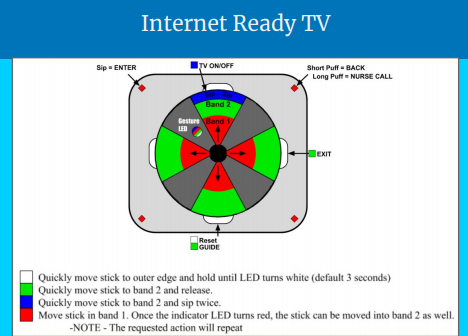 Internet Ready TV
Sip = ENTER
TV ON/OFF
Short Puff = BACK
Long Puff = NURSE CALL
Band 2
Gesture
LED
Band 1
EXIT
Reset
GUIDE
Quickly move stick to outer edge and hold until LED turns white (default 3 seconds)
Quickly move stick to band 2 and release.
Quickly move stick to band 2 and sip twice.
Move stick in band 1. Once the indicator LED turns red, the stick can be moved into band 2 as well.
-NOTE - The requested action will repeat